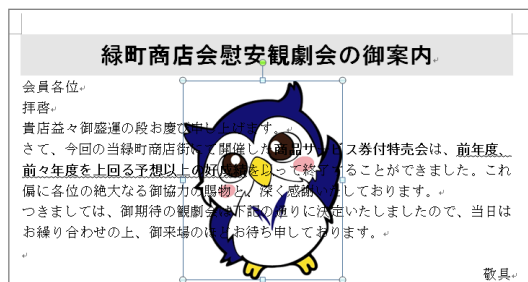 緑町商店会慰安観劇会の御案内
会員各位
拝啓
貴店益々御盛運の段お慶び申し上げます。
さて、今回の当緑町商店街にて開催した商品サービス券付特売会は、前年度、
前々年度を上回る予想以上の好成績を以って終了することができました。これ
偏に各位の絶大なる御協力の賜物と、深く感謝いたしております。
つきましては、御期待の観劇会は下記の通りに決定いたしましたので、当日は
お繰り合わせの上、御来場のほどお待ち申しております。
敬具